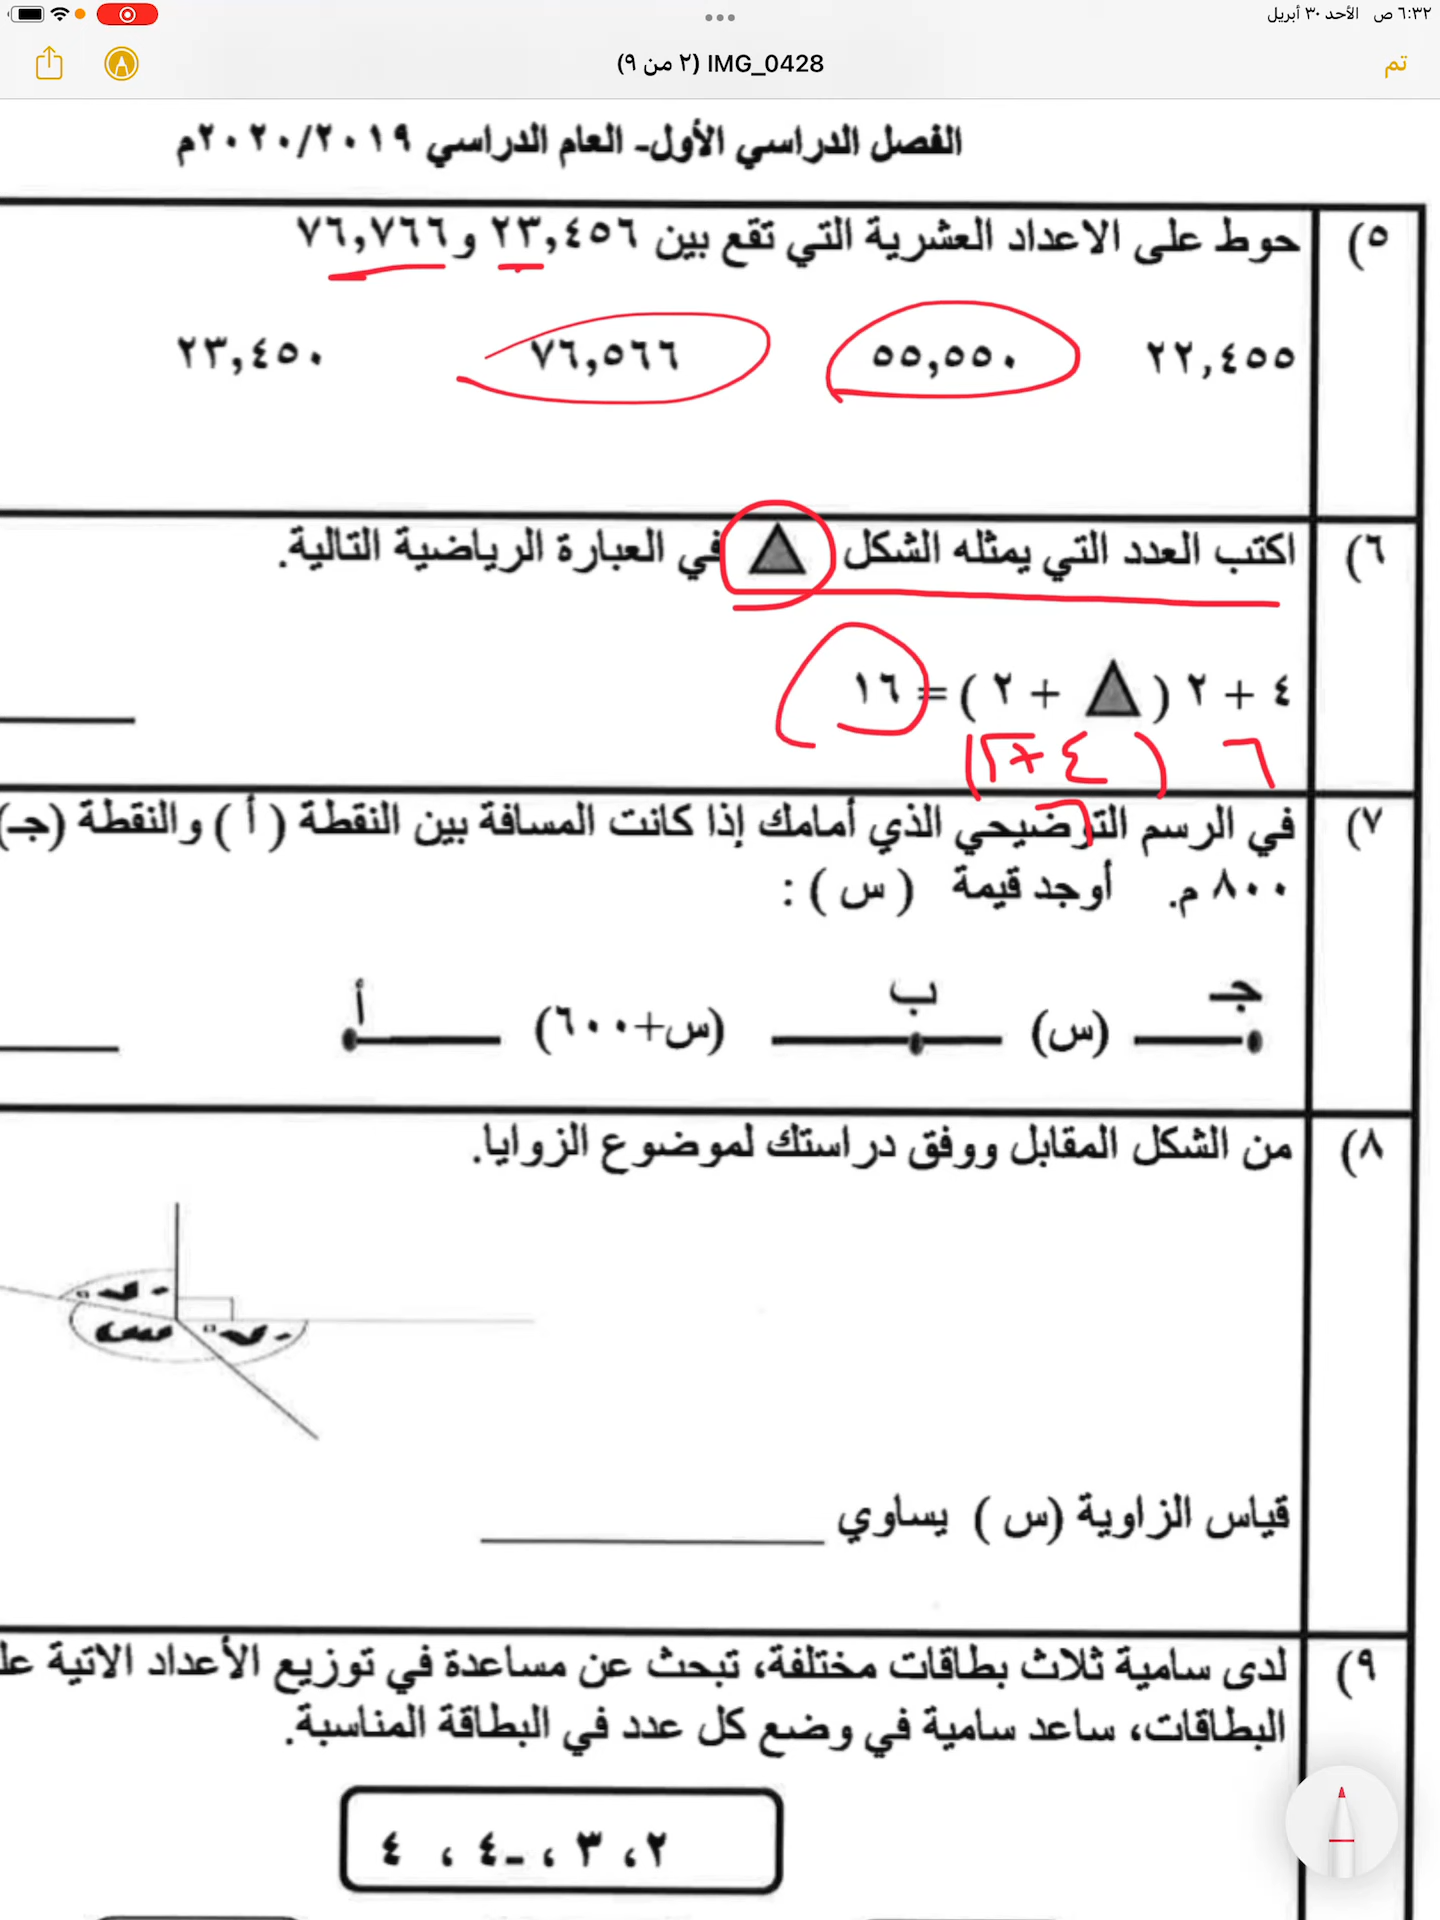 ٦:٣٢ ص الأحد ٣٠ أبريل
تم
IMG_0428 (٢ من ٩)
الفصل الدراسي الأول- العام الدراسي ٢٠٢٠/٢٠١٩م
٥) حوط على الاعداد العشرية التي تقع بين ٢٣,٤٥٦ و ٧٦,٧٦٦
٢٢,٤٥٥ ٥٥,٥٥٠ ٧٦,٥٦٦ ٢٣,٤٥٠
٦) اكتب العدد التي يمثله الشكل في العبارة الرياضية التالية.
٤ + ٢ ( + ٢ ) = ١٦
٦ ( ٤ + ٢ )
٧) في الرسم التوضيحي الذي أمامك إذا كانت المسافة بين النقطة ( أ ) والنقطة (جـ)
٨٠٠ م. أوجد قيمة ( س ) :
جـ ب أ
(س) (س+٦٠٠)
٨) من الشكل المقابل ووفق دراستك لموضوع الزوايا.
س
قياس الزاوية (س ) يساوي
٩) لدى سامية ثلاث بطاقات مختلفة، تبحث عن مساعدة في توزيع الأعداد الاتية
البطاقات، ساعد سامية في وضع كل عدد في البطاقة المناسبة.
٢، ٣ ، -٤ ، ٤